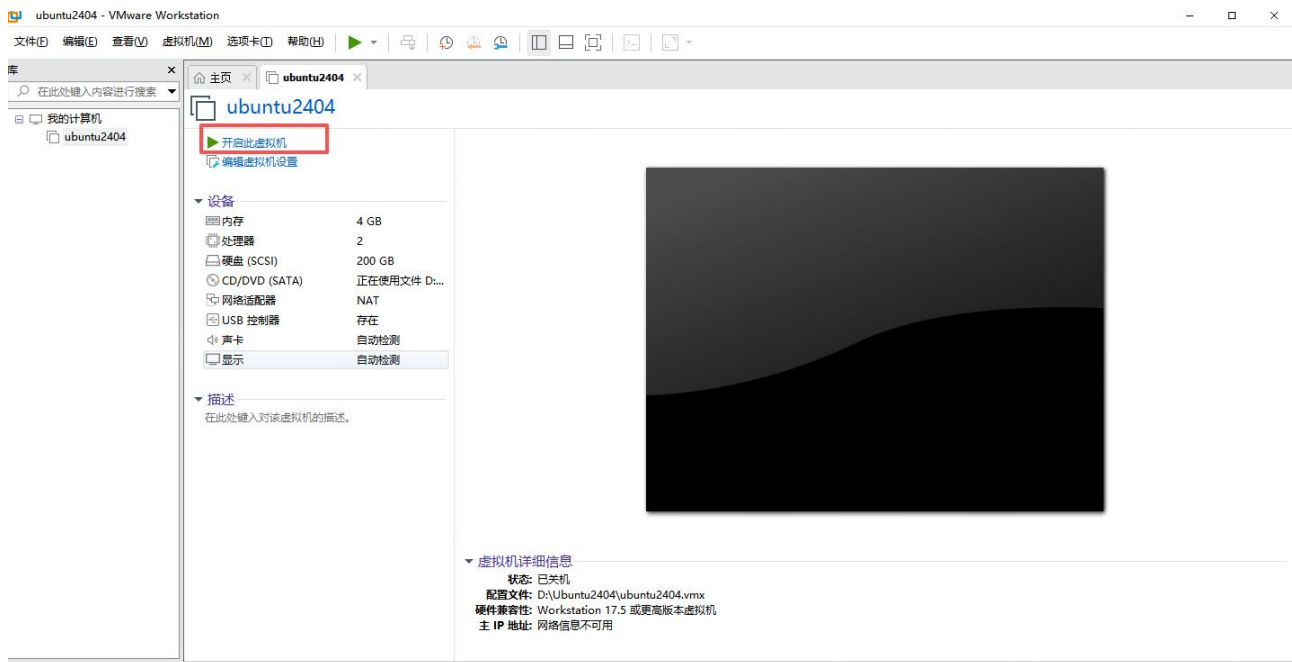 ubuntu2404 - VMware Workstation
文件(F) 编辑(E) 查看(V) 虚拟机(M) 选项卡(T) 帮助(H)
库
在此处键入内容进行搜索
我的计算机
ubuntu2404
主页 ubuntu2404
ubuntu2404
开启此虚拟机
编辑虚拟机设置
设备
内存 4 GB
处理器 2
硬盘 (SCSI) 200 GB
CD/DVD (SATA) 正在使用文件 D:...
网络适配器 NAT
USB 控制器 存在
声卡 自动检测
显示 自动检测
描述
在此处键入对该虚拟机的描述。
虚拟机详细信息
状态: 已关机
配置文件: D:\Ubuntu2404\ubuntu2404.vmx
硬件兼容性: Workstation 17.5 或更高版本虚拟机
主 IP 地址: 网络信息不可用